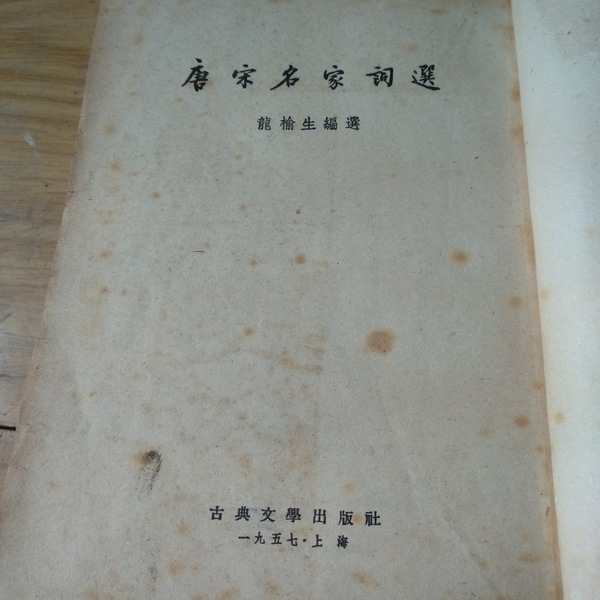 唐宋名家詞選
龍榆生編選
古典文學出版社
一九五七·上海